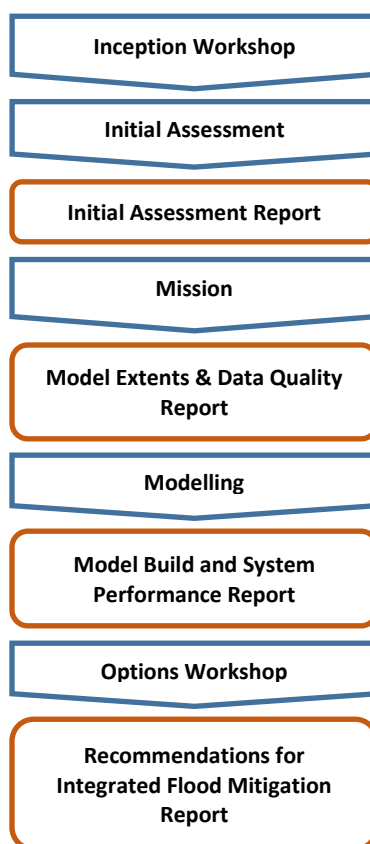 Inception Workshop
Initial Assessment
Initial Assessment Report
Mission
Model Extents & Data Quality
Report
Modelling
Model Build and System
Performance Report
Options Workshop
Recommendations for
Integrated Flood Mitigation
Report